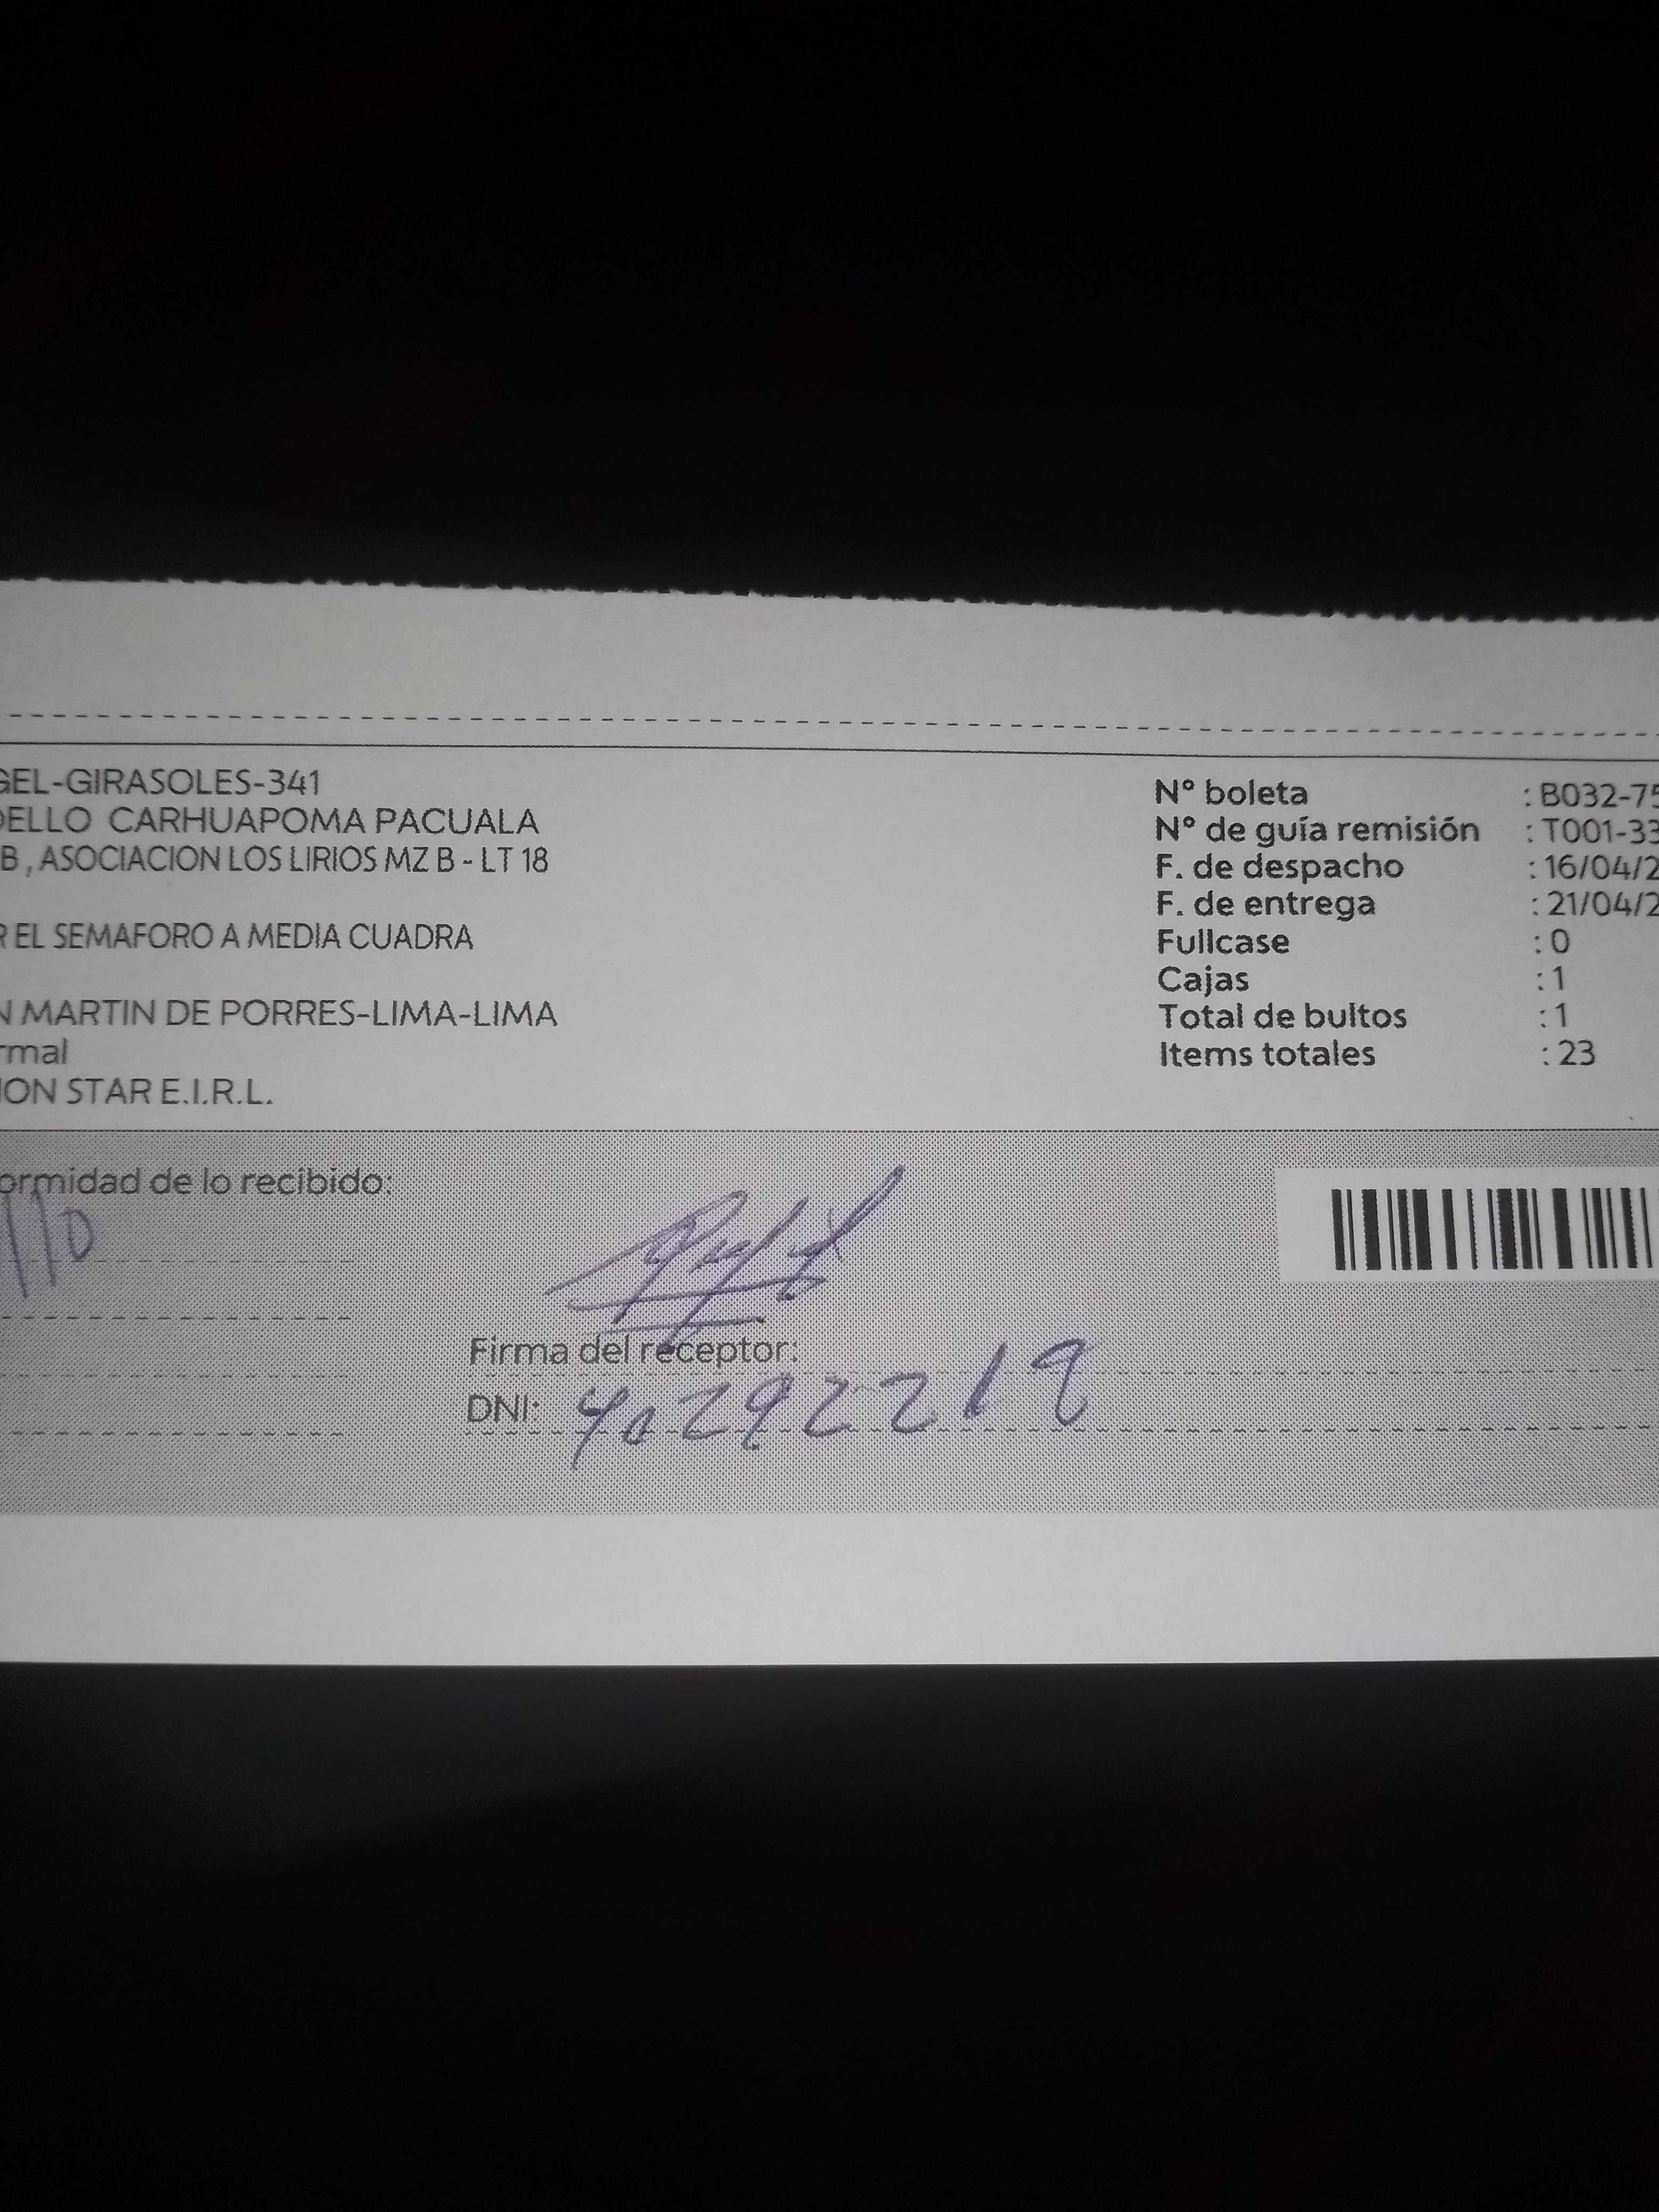 GEL-GIRASOLES-341
DELLO CARHUAPOMA PACUALA
B , ASOCIACION LOS LIRIOS MZ B - LT 18
R EL SEMAFORO A MEDIA CUADRA
N MARTIN DE PORRES-LIMA-LIMA
rmal
ION STAR E.I.R.L.
Nº boleta : B032-75
Nº de guía remisión : T001-33
F. de despacho : 16/04/2
F. de entrega : 21/04/2
Fullcase : 0
Cajas : 1
Total de bultos : 1
Items totales : 23
ormidad de lo recibido:
Firma del receptor:
DNI: 40292219